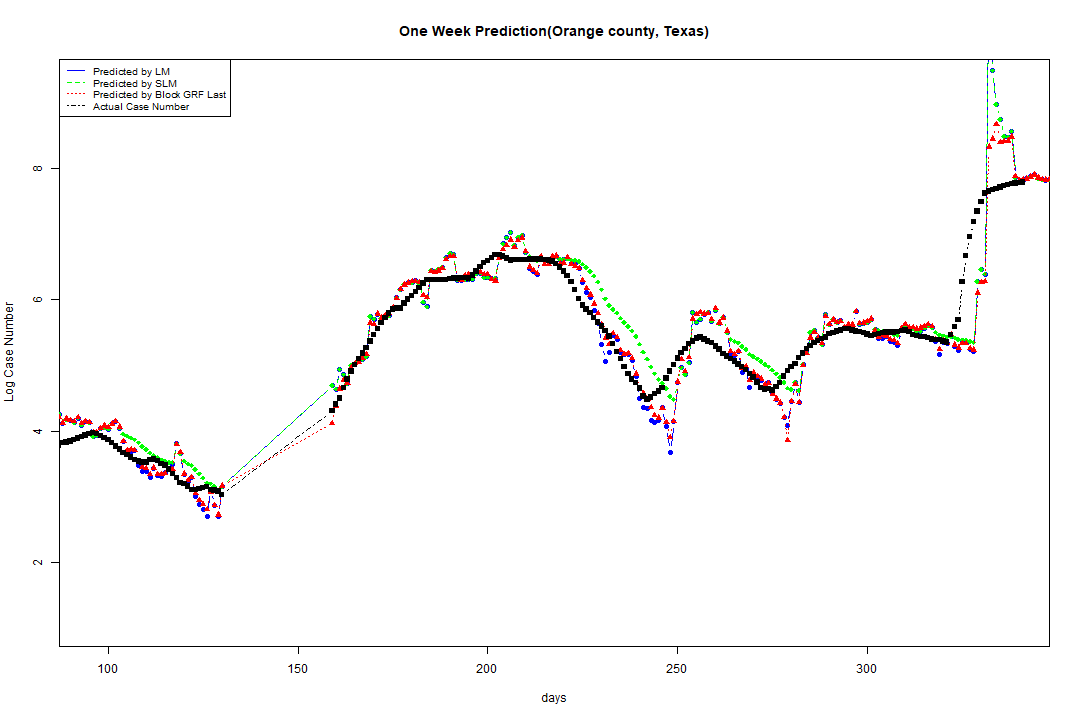 One Week Prediction(Orange county, Texas)
Predicted by LM
Predicted by SLM
Predicted by Block GRF Last
Actual Case Number
8
6
4
2
Log Case Number
100 150 200 250 300
days